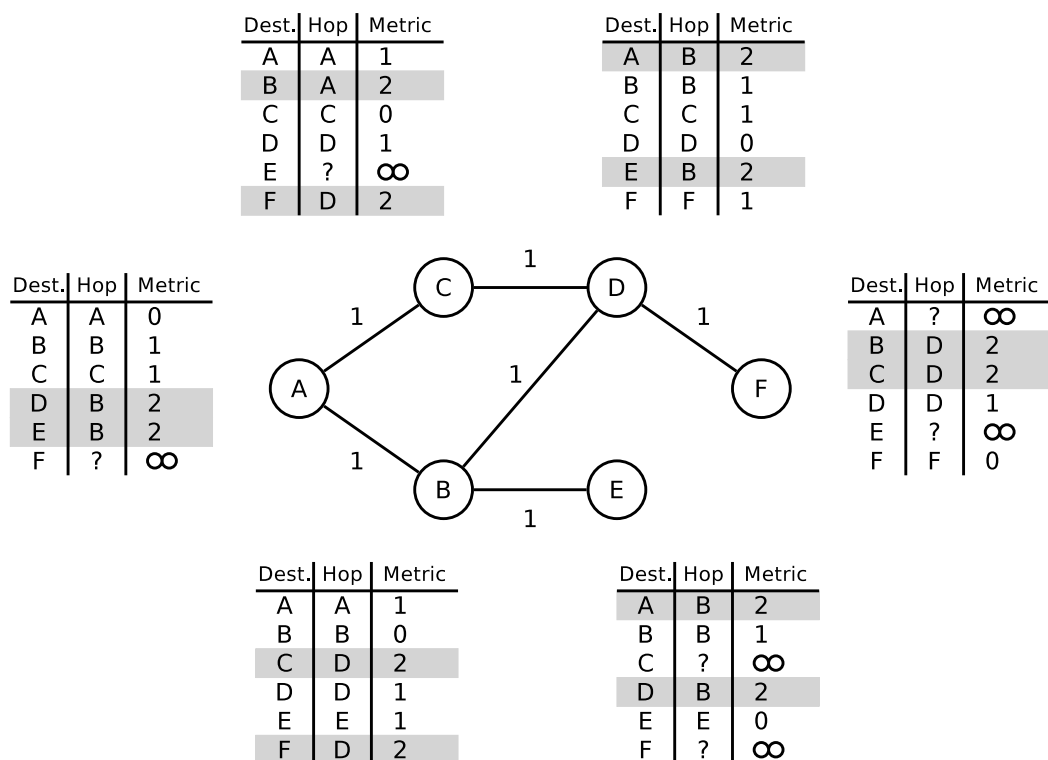 Dest. Hop Metric
A A 1
B A 2
C C 0
D D 1
E ? ∞
F D 2
Dest. Hop Metric
A B 2
B B 1
C C 1
D D 0
E B 2
F F 1
Dest. Hop Metric
A A 0
B B 1
C C 1
D B 2
E B 2
F ? ∞
1
C
D
1
1
A
1
F
1
B
E
1
Dest. Hop Metric
A ? ∞
B D 2
C D 2
D D 1
E ? ∞
F F 0
Dest. Hop Metric
A A 1
B B 0
C D 2
D D 1
E E 1
F D 2
Dest. Hop Metric
A B 2
B B 1
C ? ∞
D B 2
E E 0
F ? ∞